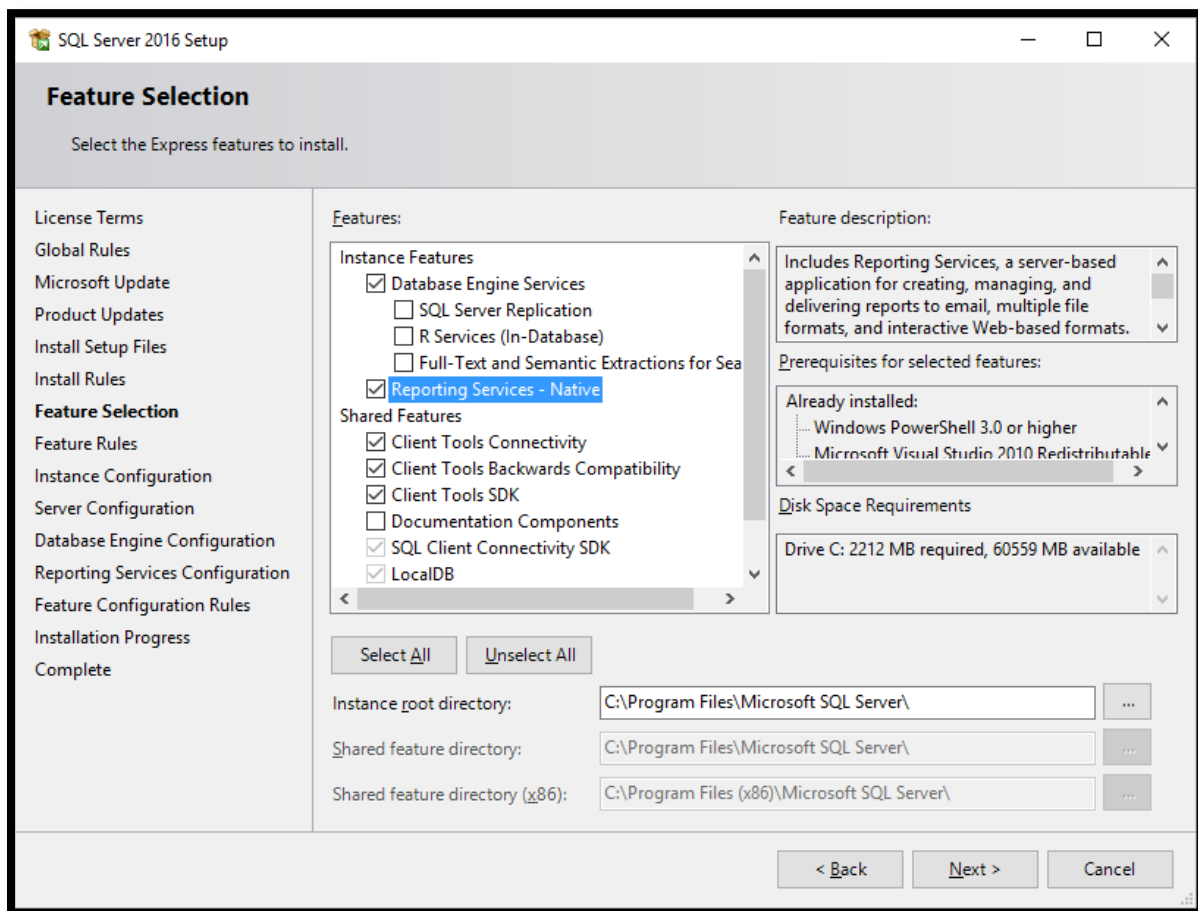 SQL Server 2016 Setup
Feature Selection
Select the Express features to install.
License Terms
Global Rules
Microsoft Update
Product Updates
Install Setup Files
Install Rules
Feature Selection
Feature Rules
Instance Configuration
Server Configuration
Database Engine Configuration
Reporting Services Configuration
Feature Configuration Rules
Installation Progress
Complete
Features:
Instance Features
Database Engine Services
SQL Server Replication
R Services (In-Database)
Full-Text and Semantic Extractions for Sea
Reporting Services - Native
Shared Features
Client Tools Connectivity
Client Tools Backwards Compatibility
Client Tools SDK
Documentation Components
SQL Client Connectivity SDK
LocalDB
Feature description:
Includes Reporting Services, a server-based
application for creating, managing, and
delivering reports to email, multiple file
formats, and interactive Web-based formats.
Prerequisites for selected features:
Already installed:
Windows PowerShell 3.0 or higher
Microsoft Visual Studio 2010 Redistributable
Disk Space Requirements
Drive C: 2212 MB required, 60559 MB available
Select All
Unselect All
Instance root directory:
C:\Program Files\Microsoft SQL Server\
...
Shared feature directory:
C:\Program Files\Microsoft SQL Server\
...
Shared feature directory (x86):
C:\Program Files (x86)\Microsoft SQL Server\
...
< Back
Next >
Cancel